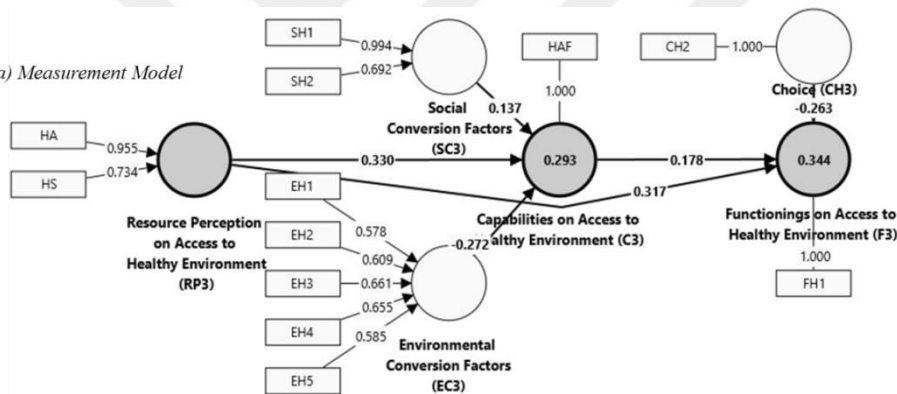 a) Measurement Model
SH1
0.994
SH2
0.692
Social
Conversion Factors
(SC3)
0.137
HAF
1.000
CH2
1.000
Choice (CH3)
-0.263
HA
0.955
HS
0.734
0.330
0.293
0.178
0.344
0.317
Resource Perception
on Access to
Healthy Environment
(RP3)
Capabilities on Access to
ealthy Environment (C3)
Functionings on Access to
Healthy Environment (F3)
-0.272
1.000
FH1
EH1
0.578
EH2
0.609
EH3
0.661
EH4
0.655
EH5
0.585
Environmental
Conversion Factors
(EC3)